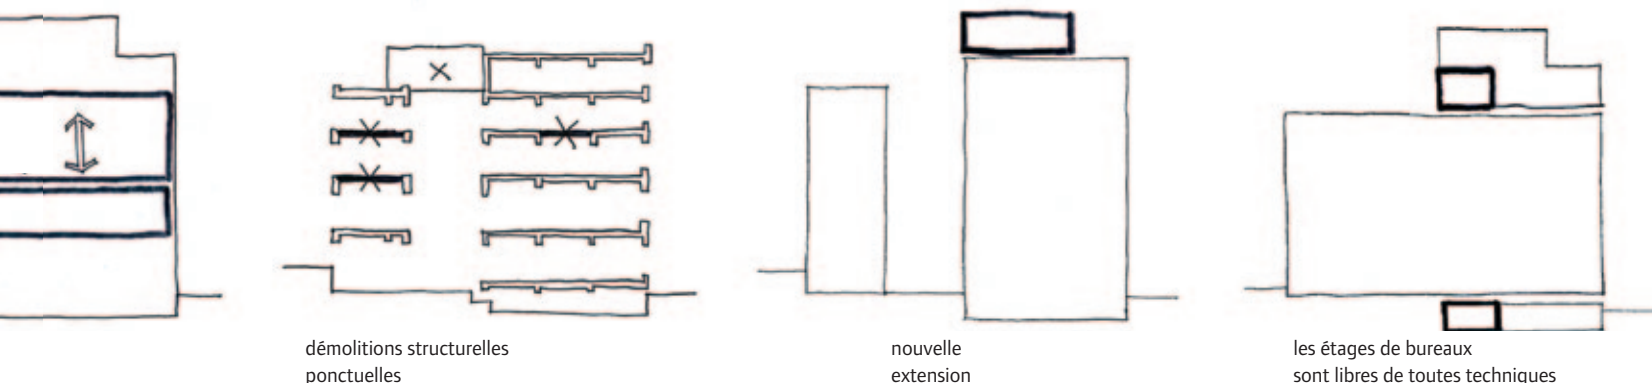 démolitions structurelles
ponctuelles
nouvelle
extension
les étages de bureaux
sont libres de toutes techniques